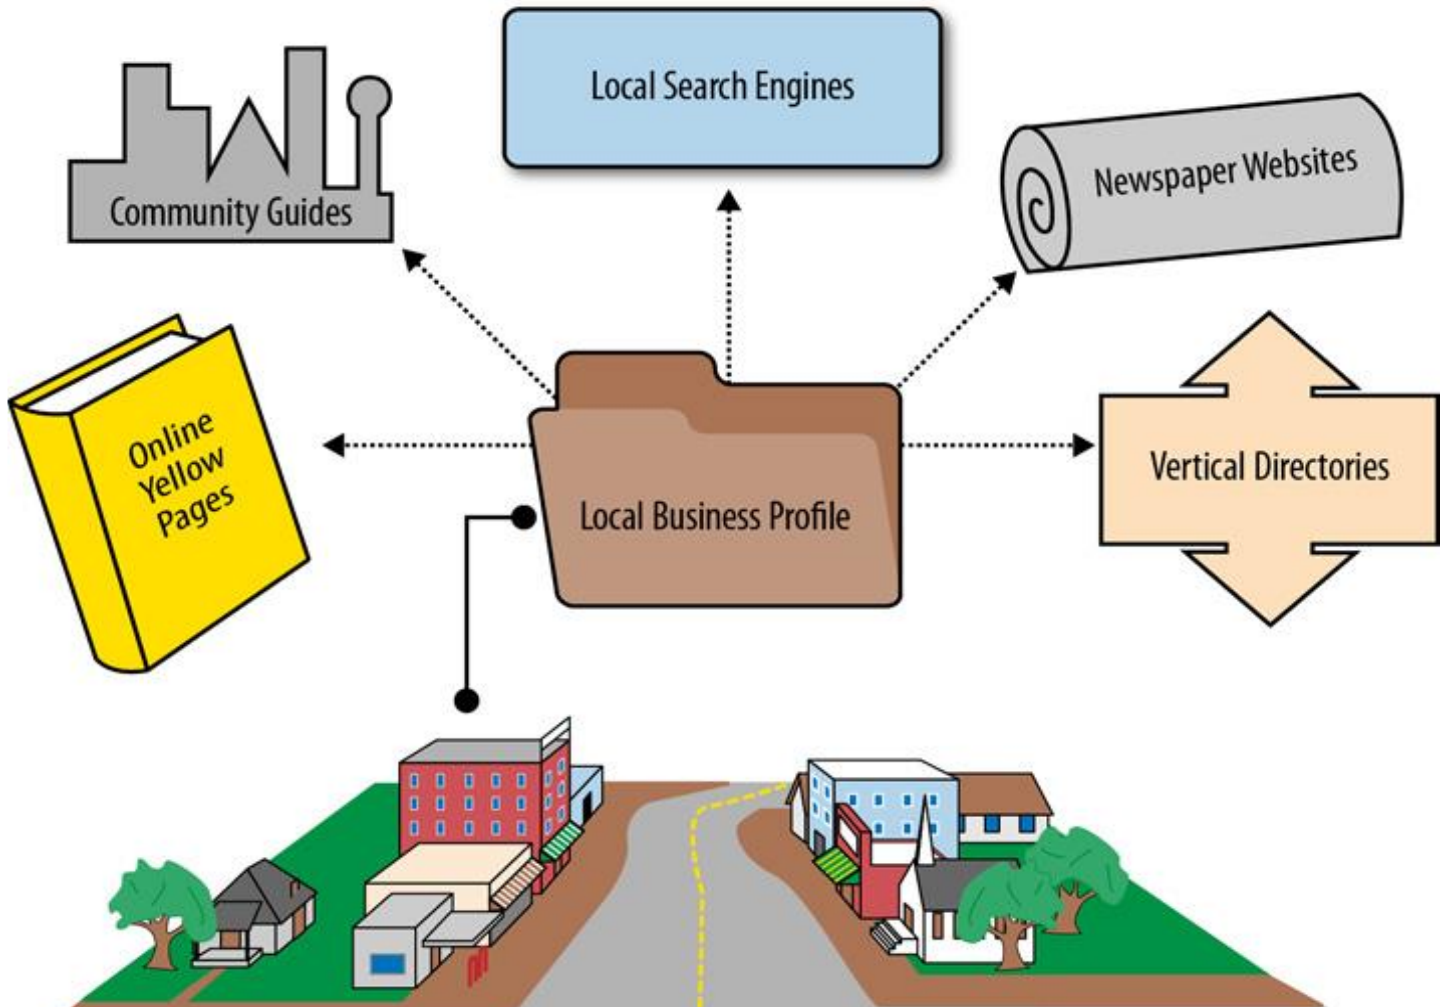 Local Search Engines
Community Guides
Newspaper Websites
Online
Yellow
Pages
Local Business Profile
Vertical Directories